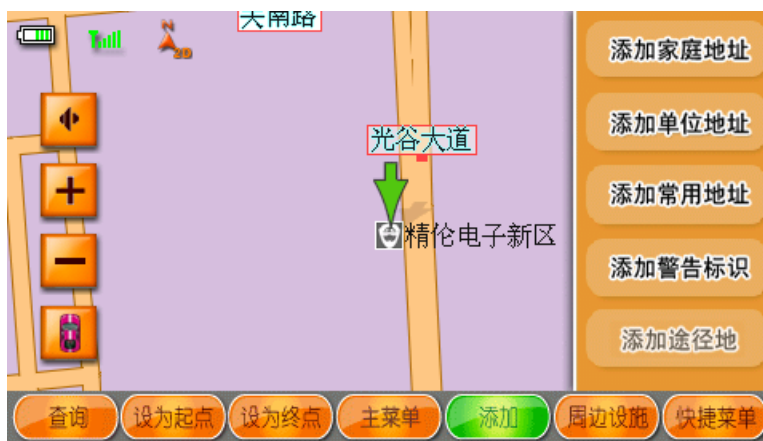 关南路
N
2D
光谷大道
精伦电子新区
添加家庭地址
添加单位地址
添加常用地址
添加警告标识
添加途径地
查询
设为起点
设为终点
主菜单
添加
周边设施
快捷菜单